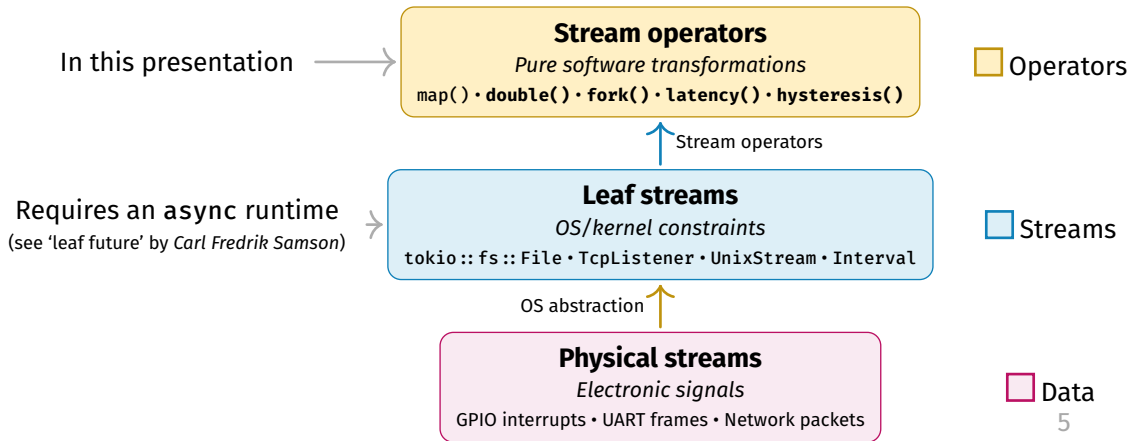 Stream operators
Pure software transformations
map() • double() • fork() • latency() • hysteresis()
In this presentation
Operators
Stream operators
Leaf streams
OS/kernel constraints
tokio::fs::File • TcpListener • UnixStream • Interval
Requires an async runtime
(see ‘leaf future’ by Carl Fredrik Samson)
Streams
OS abstraction
Physical streams
Electronic signals
GPIO interrupts • UART frames • Network packets
Data
5